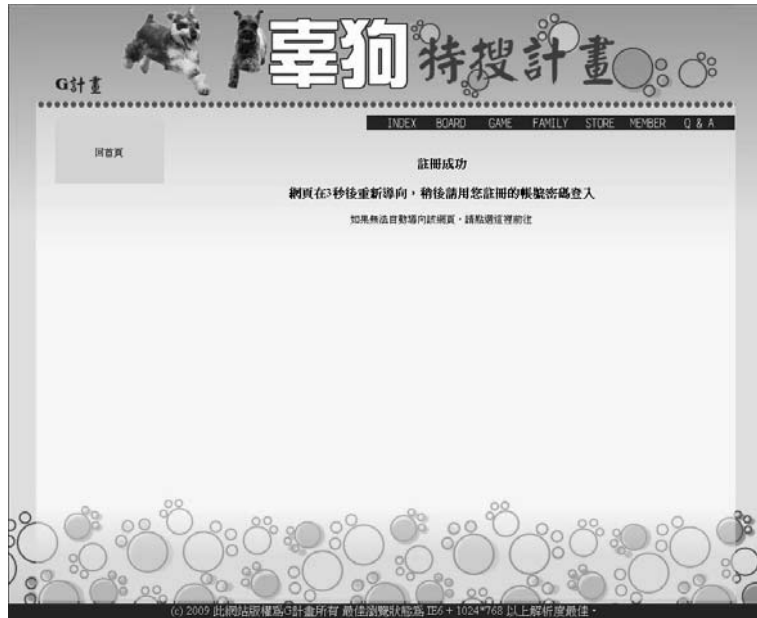 辜狗特搜計畫
G計畫
INDEX BOARD GAME FAMILY STORE MEMBER Q & A
回首頁
註冊成功
網頁在3秒後重新導向，稍後請用您註冊的帳號密碼登入
如果無法自動導向該網頁，請點選這裡前往
(c) 2009 此網站版權為G計畫所有 最佳瀏覽狀態為 IE6 + 1024*768 以上解析度最佳。